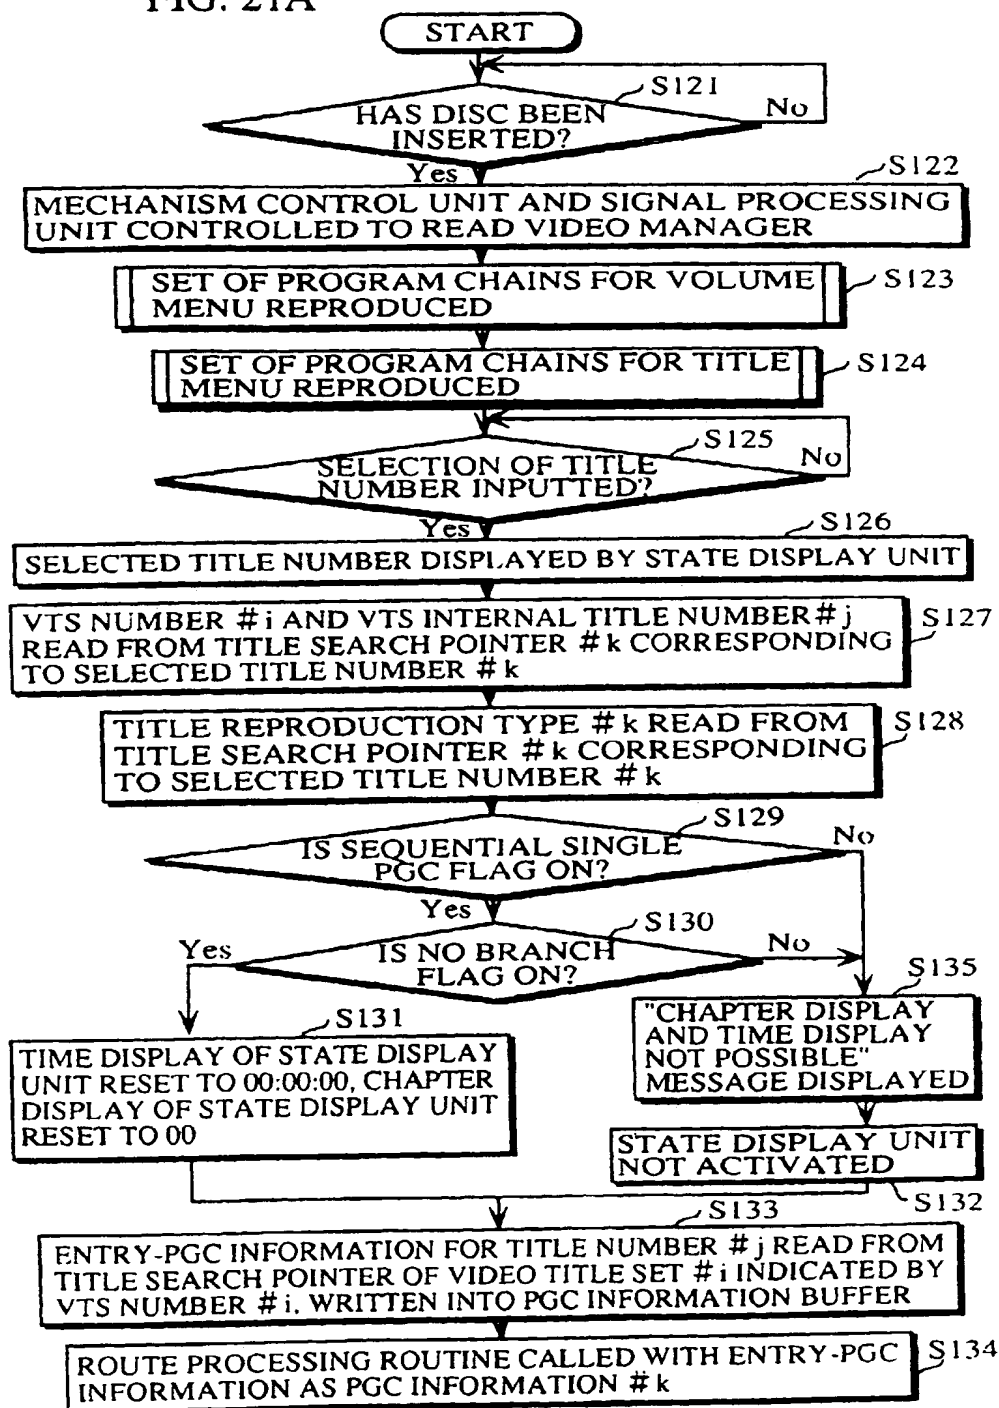 FIG. 21A
START
S121
HAS DISC BEEN
INSERTED?
No
Yes
S122
MECHANISM CONTROL UNIT AND SIGNAL PROCESSING
UNIT CONTROLLED TO READ VIDEO MANAGER
SET OF PROGRAM CHAINS FOR VOLUME
MENU REPRODUCED
S123
SET OF PROGRAM CHAINS FOR TITLE
MENU REPRODUCED
S124
S125
SELECTION OF TITLE
NUMBER INPUTTED?
No
Yes
S126
SELECTED TITLE NUMBER DISPLAYED BY STATE DISPLAY UNIT
VTS NUMBER #i AND VTS INTERNAL TITLE NUMBER #j
READ FROM TITLE SEARCH POINTER #k CORRESPONDING
TO SELECTED TITLE NUMBER #k
S127
TITLE REPRODUCTION TYPE #k READ FROM
TITLE SEARCH POINTER #k CORRESPONDING
TO SELECTED TITLE NUMBER #k
S128
S129
IS SEQUENTIAL SINGLE
PGC FLAG ON?
No
Yes
S130
IS NO BRANCH
FLAG ON?
Yes
No
S131
TIME DISPLAY OF STATE DISPLAY
UNIT RESET TO 00:00:00, CHAPTER
DISPLAY OF STATE DISPLAY UNIT
RESET TO 00
S135
"CHAPTER DISPLAY
AND TIME DISPLAY
NOT POSSIBLE"
MESSAGE DISPLAYED
STATE DISPLAY UNIT
NOT ACTIVATED
S132
S133
ENTRY-PGC INFORMATION FOR TITLE NUMBER #j READ FROM
TITLE SEARCH POINTER OF VIDEO TITLE SET #i INDICATED BY
VTS NUMBER #i, WRITTEN INTO PGC INFORMATION BUFFER
ROUTE PROCESSING ROUTINE CALLED WITH ENTRY-PGC
INFORMATION AS PGC INFORMATION #k
S134